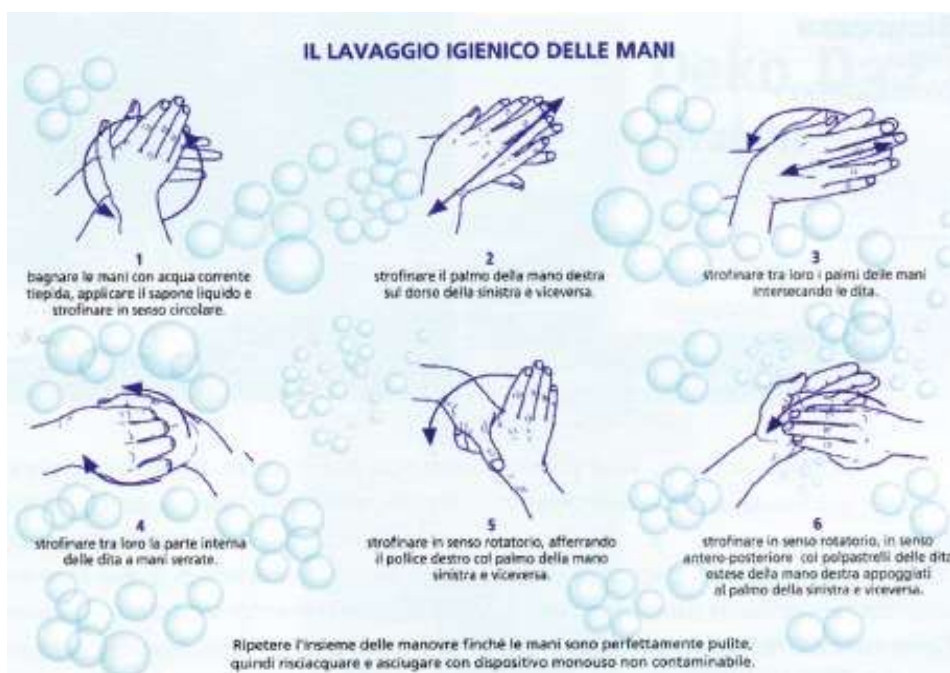 IL LAVAGGIO IGIENICO DELLE MANI
1
bagnare le mani con acqua corrente
tiepida, applicare il sapone liquido e
strofinare in senso circolare.
2
strofinare il palmo della mano destra
sul dorso della sinistra e viceversa.
3
strofinare tra loro i palmi delle mani
intersecando le dita.
4
strofinare tra loro la parte interna
delle dita a mani serrate.
5
strofinare in senso rotatorio, afferrando
il pollice destro col palmo della mano
sinistra e viceversa.
6
strofinare in senso rotatorio, in senso
antero-posteriore col polpastrelli delle dita
estese della mano destra appoggiati
al palmo della sinistra e viceversa.
Ripetere l'insieme delle manovre finché le mani sono perfettamente pulite,
quindi risciacquare e asciugare con dispositivo monouso non contaminabile.